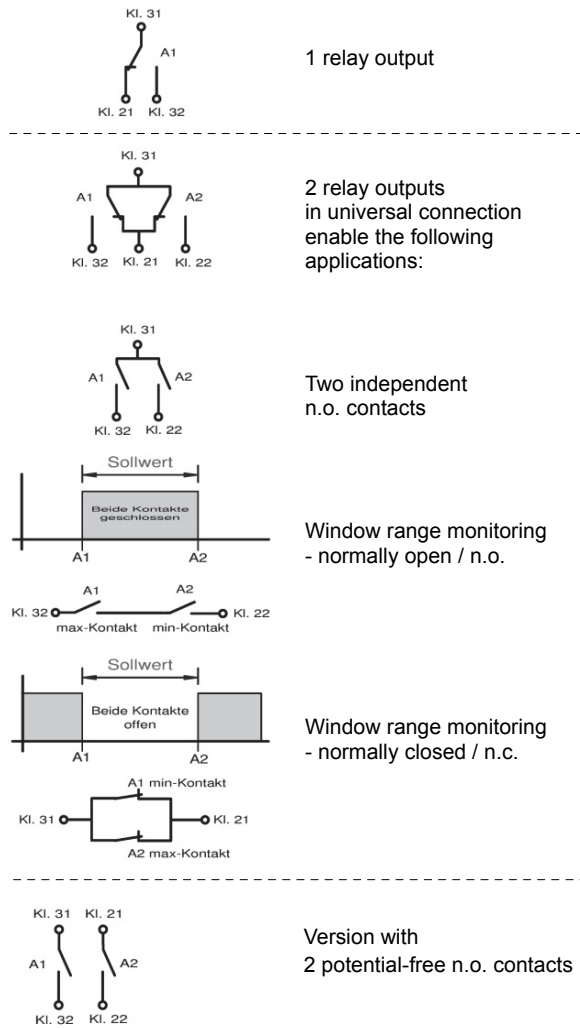 Kl. 31
A1
1 relay output
Kl. 21 Kl. 32
Kl. 31
A1 A2
2 relay outputs
in universal connection
enable the following
applications:
Kl. 32 Kl. 21 Kl. 22
Kl. 31
A1 A2
Two independent
n.o. contacts
Kl. 32 Kl. 22
Sollwert
Beide Kontakte
geschlossen
Window range monitoring
- normally open / n.o.
A1 A2
A1 A2
Kl. 32 Kl. 22
max-Kontakt min-Kontakt
Sollwert
Beide Kontakte
offen
Window range monitoring
- normally closed / n.c.
A1 A2
A1 min-Kontakt
Kl. 31 Kl. 21
A2 max-Kontakt
Kl. 31 Kl. 21
Version with
2 potential-free n.o. contacts
A1 A2
Kl. 32 Kl. 22